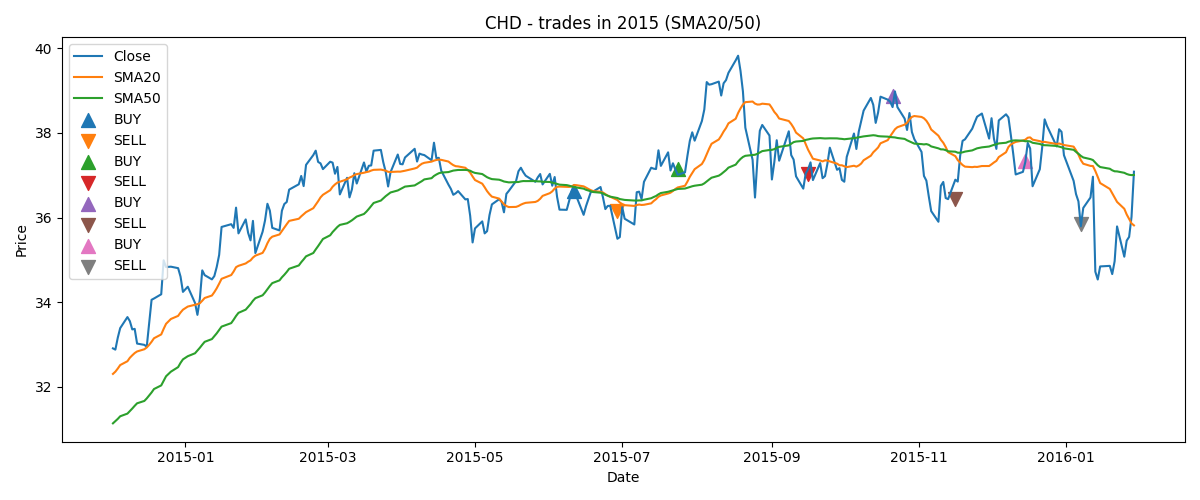 CHD - trades in 2015 (SMA20/50)
Close
SMA20
SMA50
BUY
SELL
BUY
SELL
BUY
SELL
BUY
SELL
Price
40
38
36
34
32
2015-01 2015-03 2015-05 2015-07 2015-09 2015-11 2016-01
Date